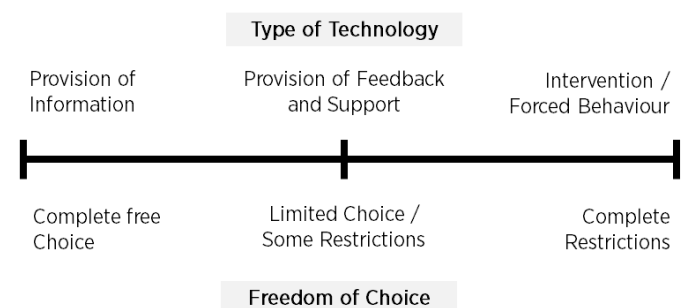 Type of Technology
Provision of
Information
Provision of Feedback
and Support
Intervention /
Forced Behaviour
Complete free
Choice
Limited Choice /
Some Restrictions
Complete
Restrictions
Freedom of Choice